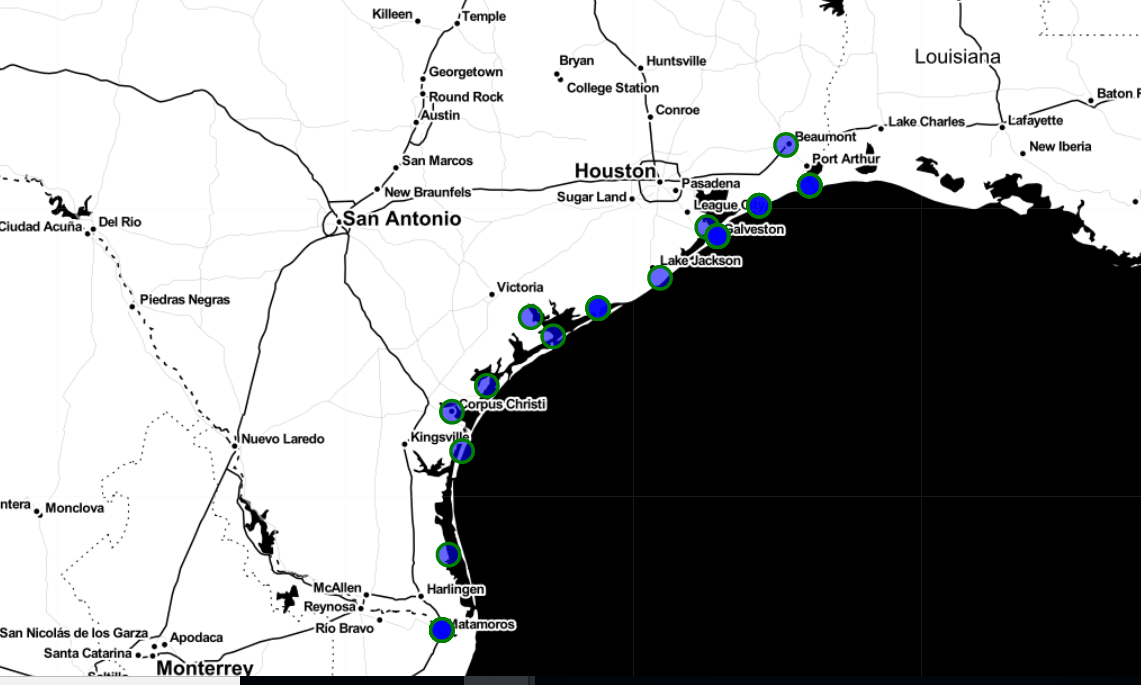 Killeen
Temple
Louisiana
Bryan
Huntsville
Georgetown
College Station
Round Rock
Baton R
Conroe
Austin
Lake Charles
Lafayette
Beaumont
New Iberia
San Marcos
Port Arthur
Houston
Pasadena
New Braunfels
Sugar Land
League C
San Antonio
Del Rio
Ciudad Acuña
Galveston
Lake Jackson
Victoria
Piedras Negras
Corpus Christi
Kingsville
Nuevo Laredo
ntera
Monclova
McAllen
Harlingen
Reynosa
Matamoros
Río Bravo
San Nicolás de los Garza
Apodaca
Santa Catarina
Monterrey
Saltillo